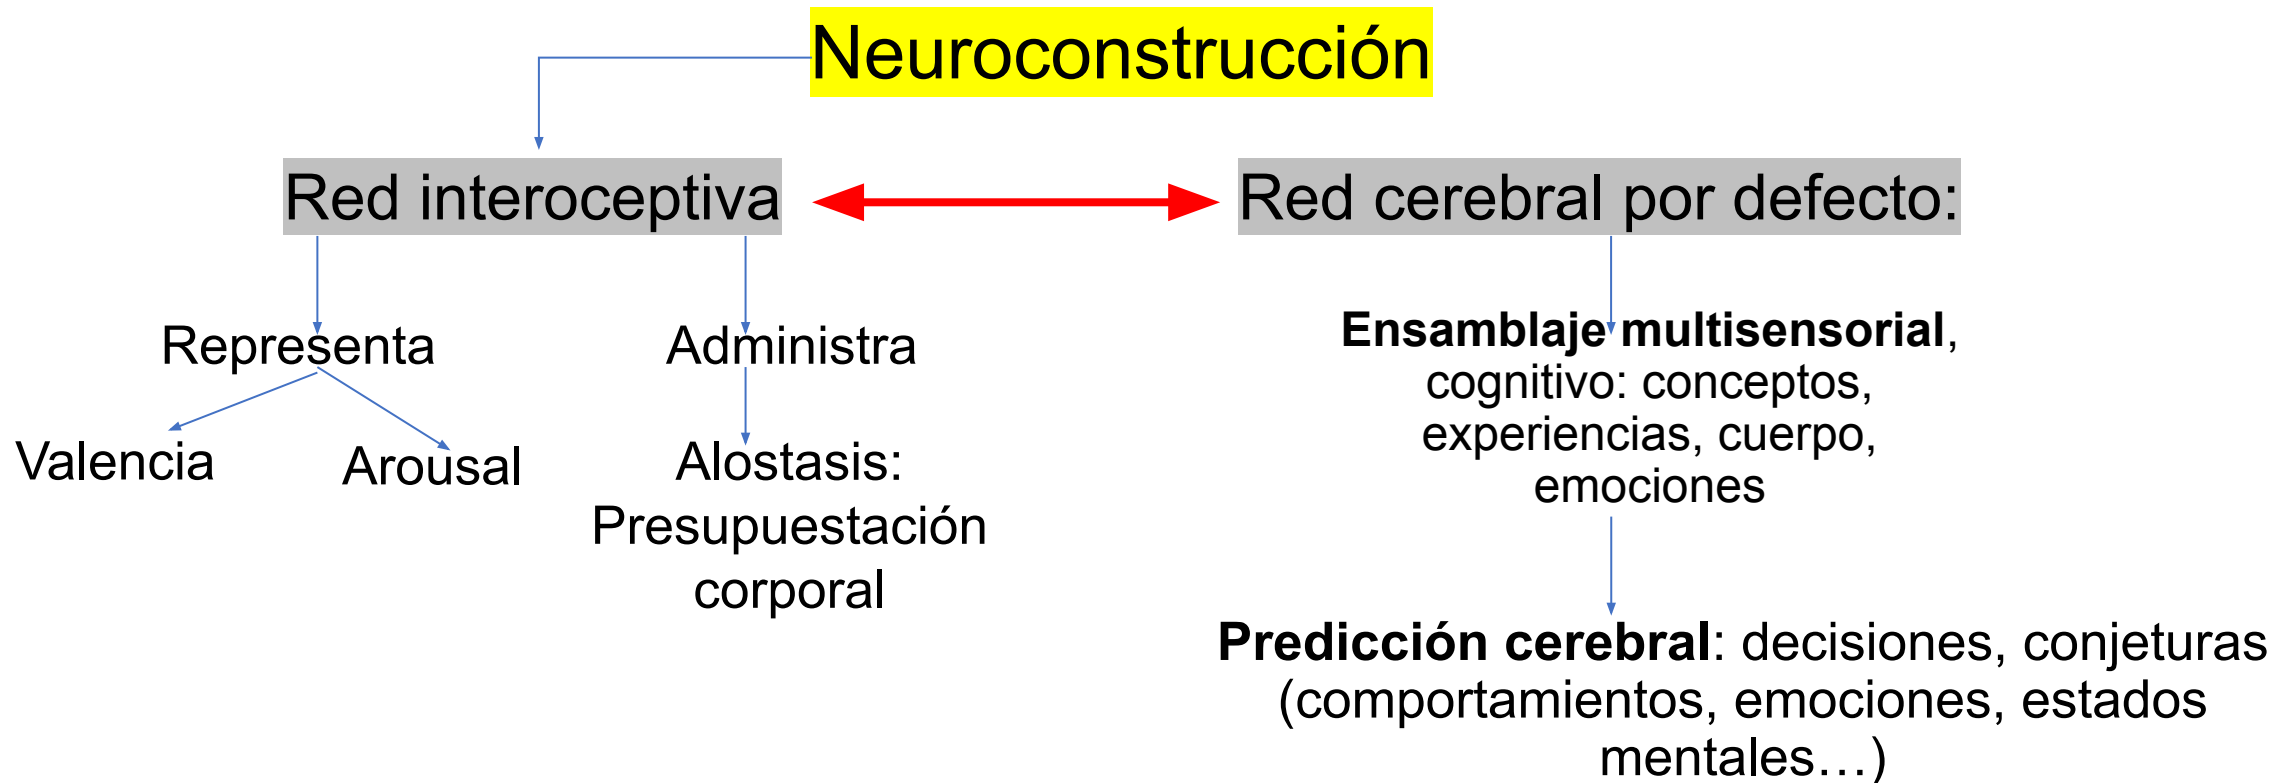 Neuroconstrucción
Red interoceptiva
Red cerebral por defecto:
Representa
Administra
Valencia
Arousal
Alostasis:
Presupuestación
corporal
Ensamblaje multisensorial,
cognitivo: conceptos,
experiencias, cuerpo,
emociones
Predicción cerebral: decisiones, conjeturas
(comportamientos, emociones, estados
mentales…)